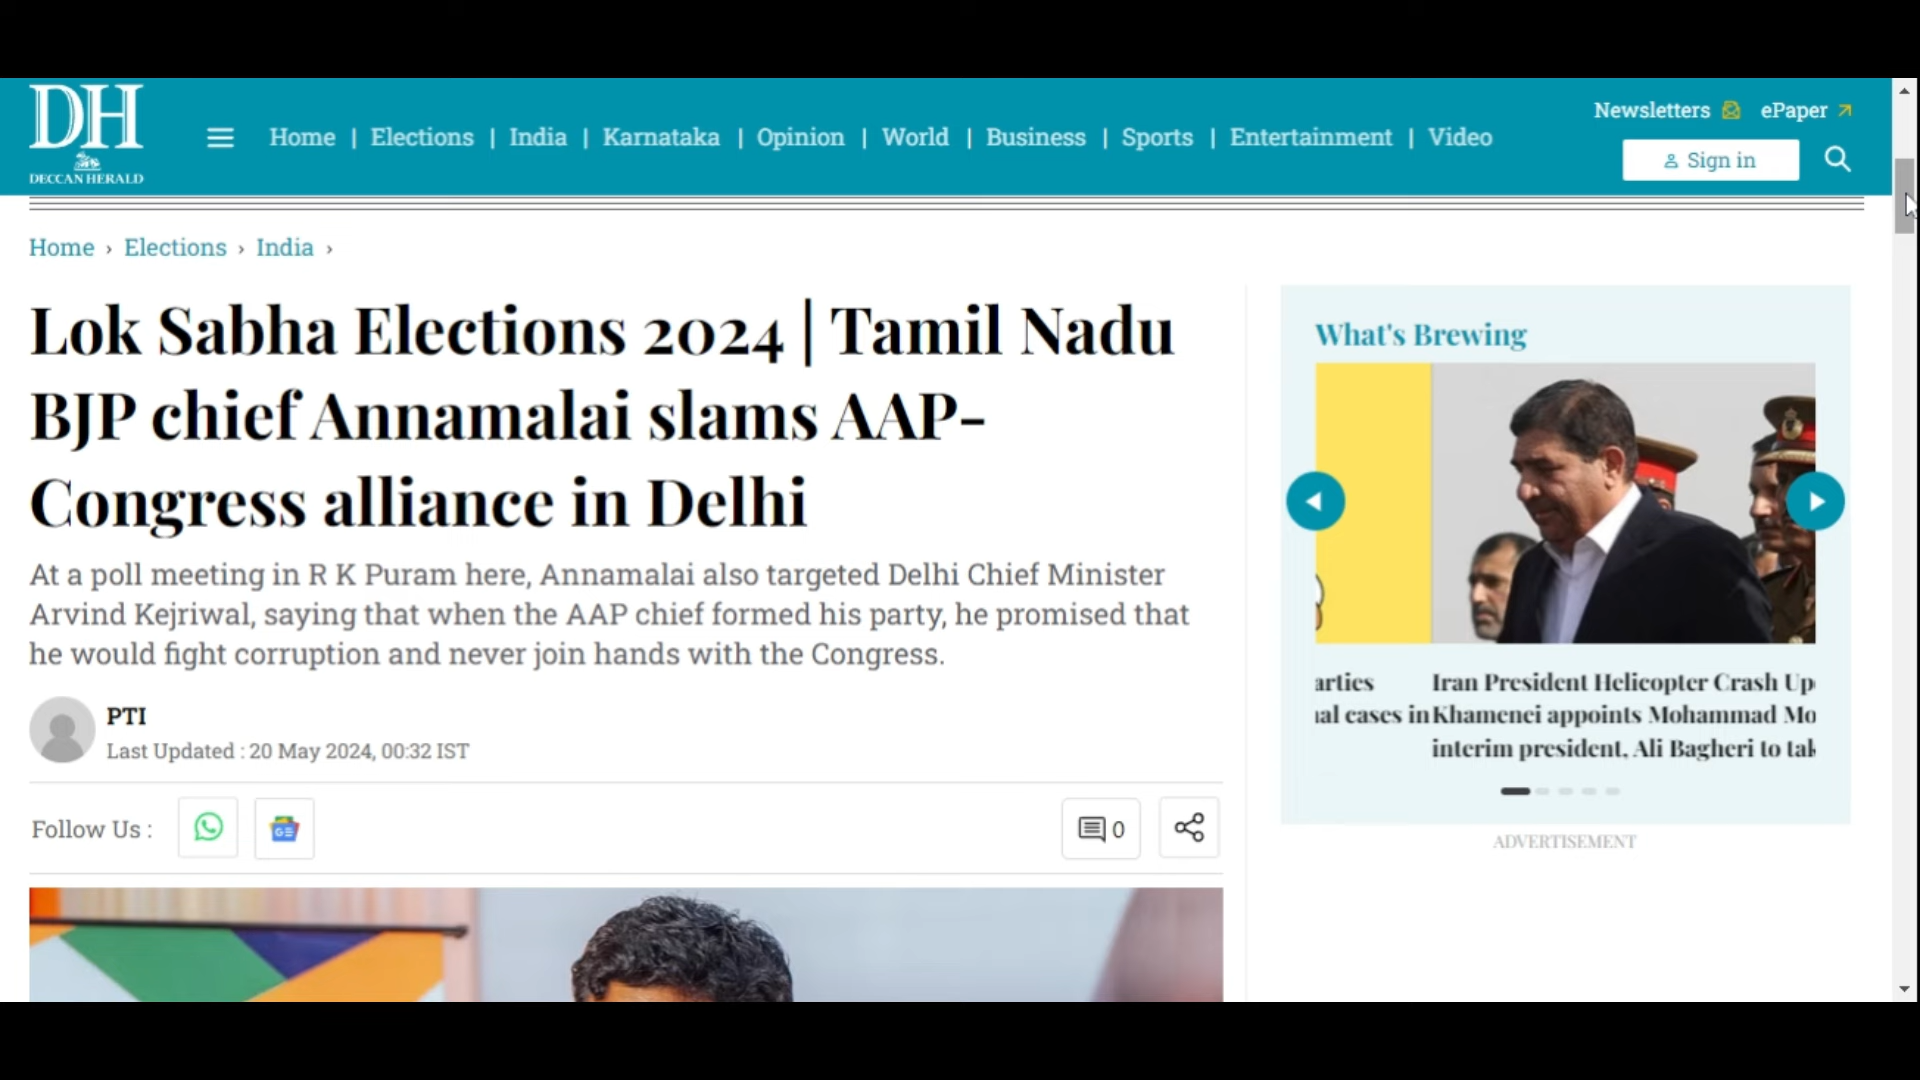 DH
DECCAN HERALD
Home | Elections | India | Karnataka | Opinion | World | Business | Sports | Entertainment | Video
Newsletters ePaper
Sign in
Home › Elections › India ›
Lok Sabha Elections 2024 | Tamil Nadu
BJP chief Annamalai slams AAP-
Congress alliance in Delhi
At a poll meeting in R K Puram here, Annamalai also targeted Delhi Chief Minister
Arvind Kejriwal, saying that when the AAP chief formed his party, he promised that
he would fight corruption and never join hands with the Congress.
PTI
Last Updated : 20 May 2024, 00:32 IST
Follow Us :
GE
0
What's Brewing
arties
al cases in
Iran President Helicopter Crash Up
Khamenei appoints Mohammad Mo
interim president, Ali Bagheri to tak
ADVERTISEMENT